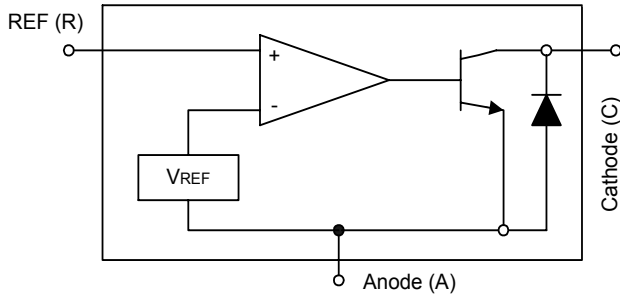 REF (R)
+
-
VREF
Cathode (C)
Anode (A)